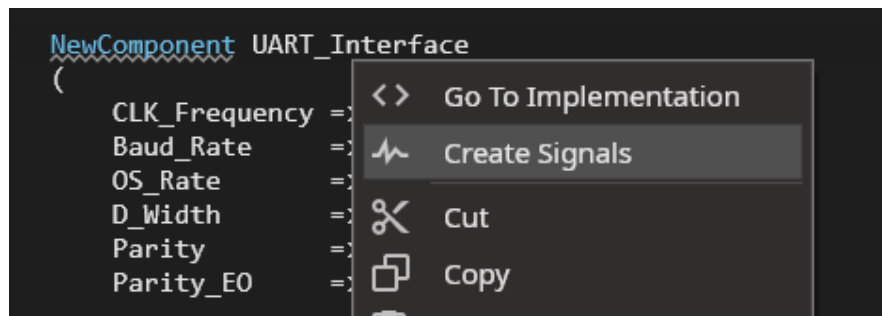 NewComponent UART_Interface
(
CLK_Frequency =>
Baud_Rate =>
OS_Rate =>
D_Width =>
Parity =>
Parity_EO =>
Go To Implementation
Create Signals
Cut
Copy